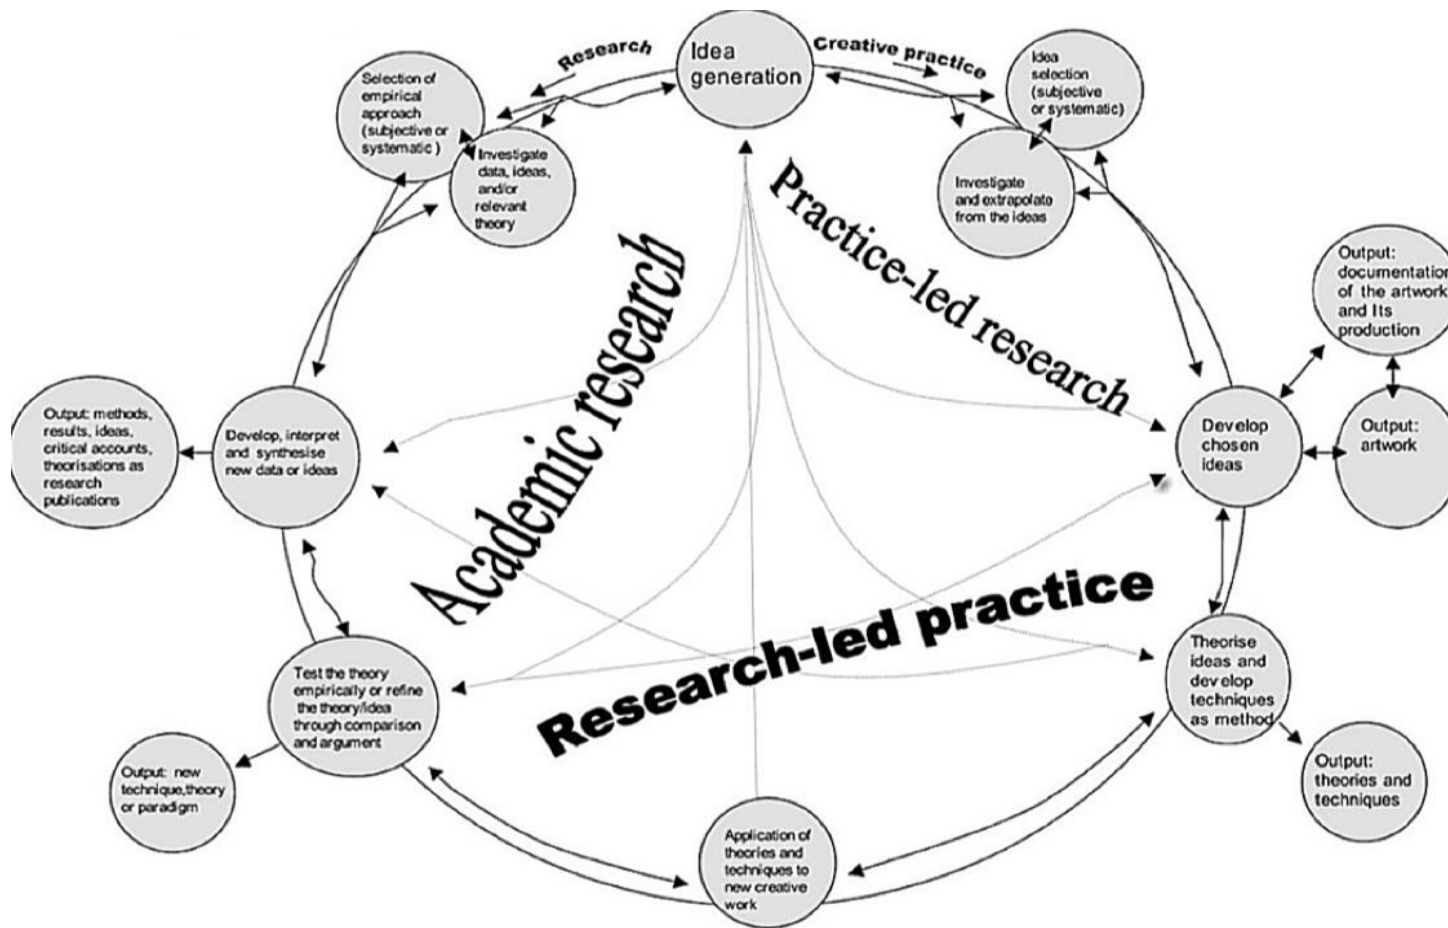 Idea
generation
Research
Creative practice
Selection of
empirical
approach
(subjective or
systematic )
Investigate
data, ideas,
and/or
relevant
theory
Idea
selection
(subjective
or systematic)
Investigate
and extrapolate
from the ideas
Academic research
Practice-led research
Research-led practice
Output: methods,
results, ideas,
critical accounts,
theorisations as
research
publications
Develop, interpret
and synthesise
new data or ideas
Output:
documentation
of the artwork
and Its
production
Develop
chosen
ideas
Output:
artwork
Test the theory
empirically or refine
the theory/idea
through comparison
and argument
Output: new
technique,theory
or paradigm
Theorise
ideas and
develop
techniques
as method
Output:
theories and
techniques
Application of
theories and
techniques to
new creative
work